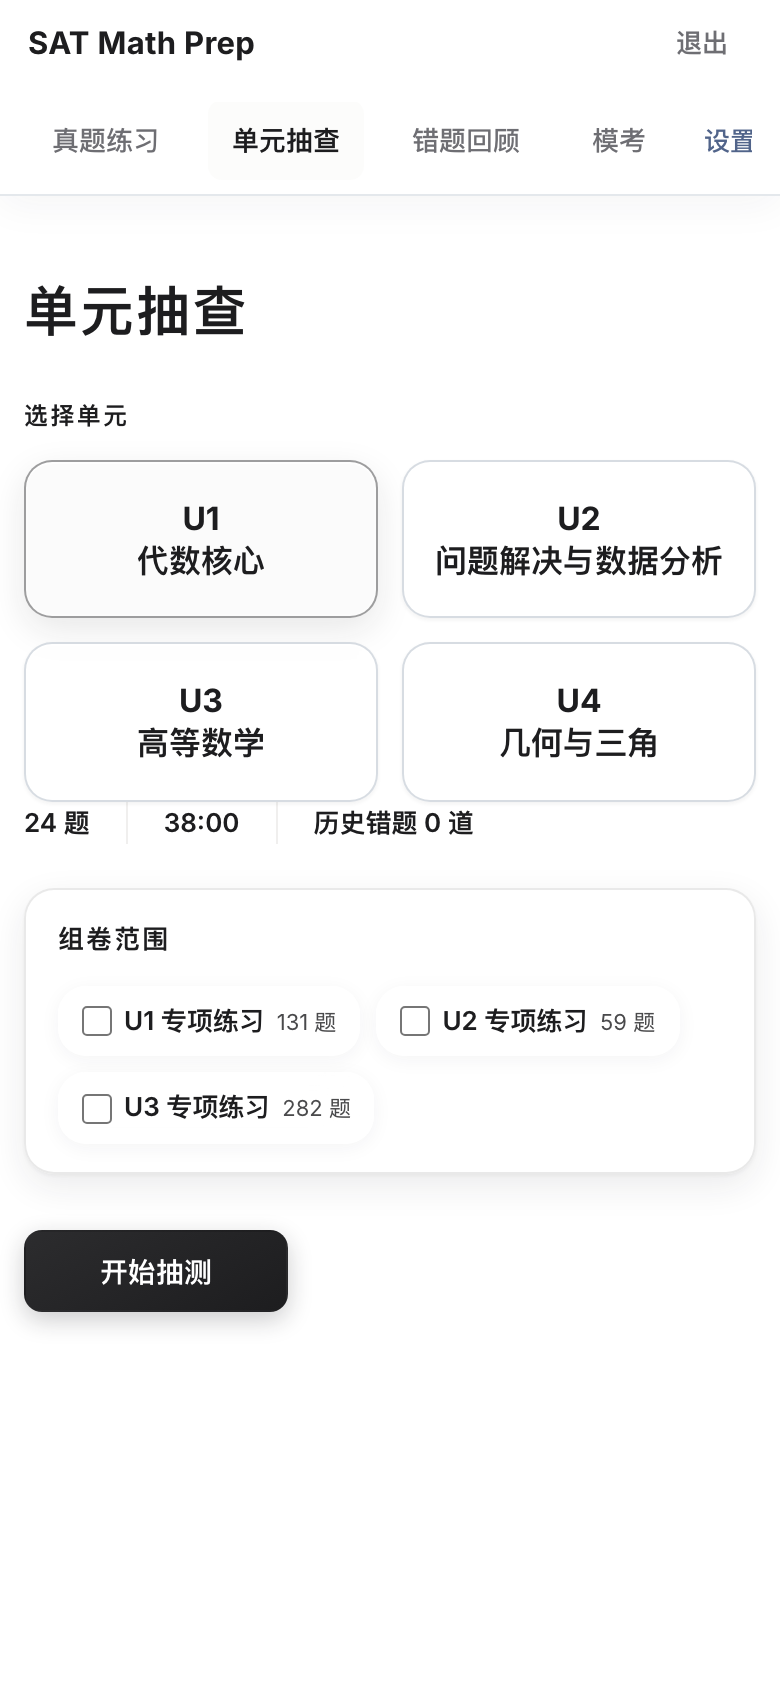 SAT Math Prep
退出
真题练习
单元抽查
错题回顾
模考
设置
单元抽查
选择单元
U1
代数核心
U2
问题解决与数据分析
U3
高等数学
U4
几何与三角
24 题
38:00
历史错题 0 道
组卷范围
U1 专项练习 131 题
U2 专项练习 59 题
U3 专项练习 282 题
开始抽测